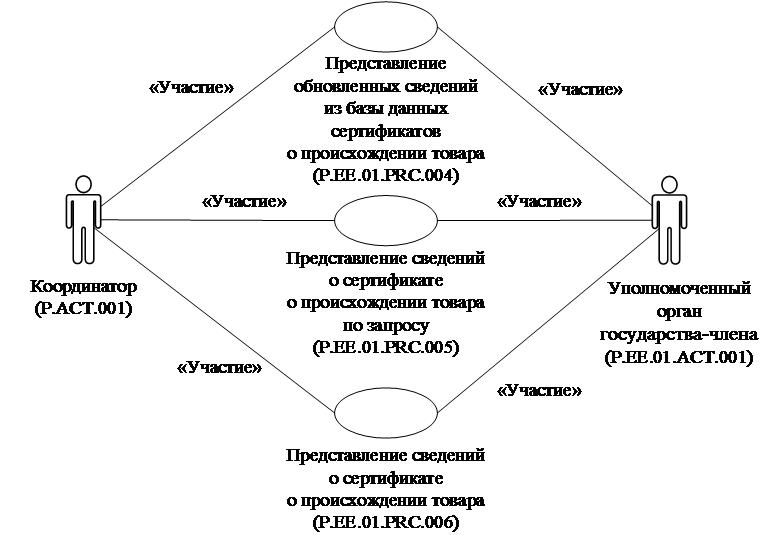 Представление
обновленных сведений
из базы данных
сертификатов
о происхождении товара
(P.EE.01.PRC.004)
«Участие»
«Участие»
«Участие»
«Участие»
Координатор
(P.ACT.001)
Представление сведений
о сертификате
о происхождении товара
по запросу
(P.EE.01.PRC.005)
Уполномоченный
орган
государства-члена
(P.EE.01.ACT.001)
«Участие»
«Участие»
Представление сведений
о сертификате
о происхождении товара
(P.EE.01.PRC.006)